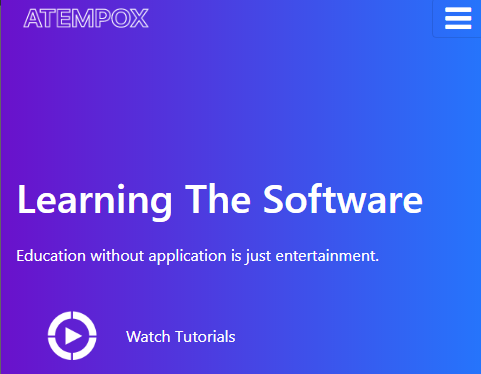 ATEMPOX
Learning The Software
Education without application is just entertainment.
Watch Tutorials